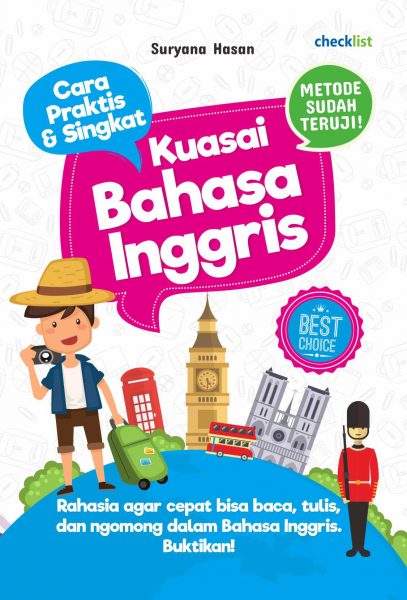 Suryana Hasan
checklist
Cara
Praktis
& Singkat
METODE
SUDAH
TERUJI!
Kuasai
Bahasa
Inggris
BEST
CHOICE
Rahasia agar cepat bisa baca, tulis,
dan ngomong dalam Bahasa Inggris.
Buktikan!